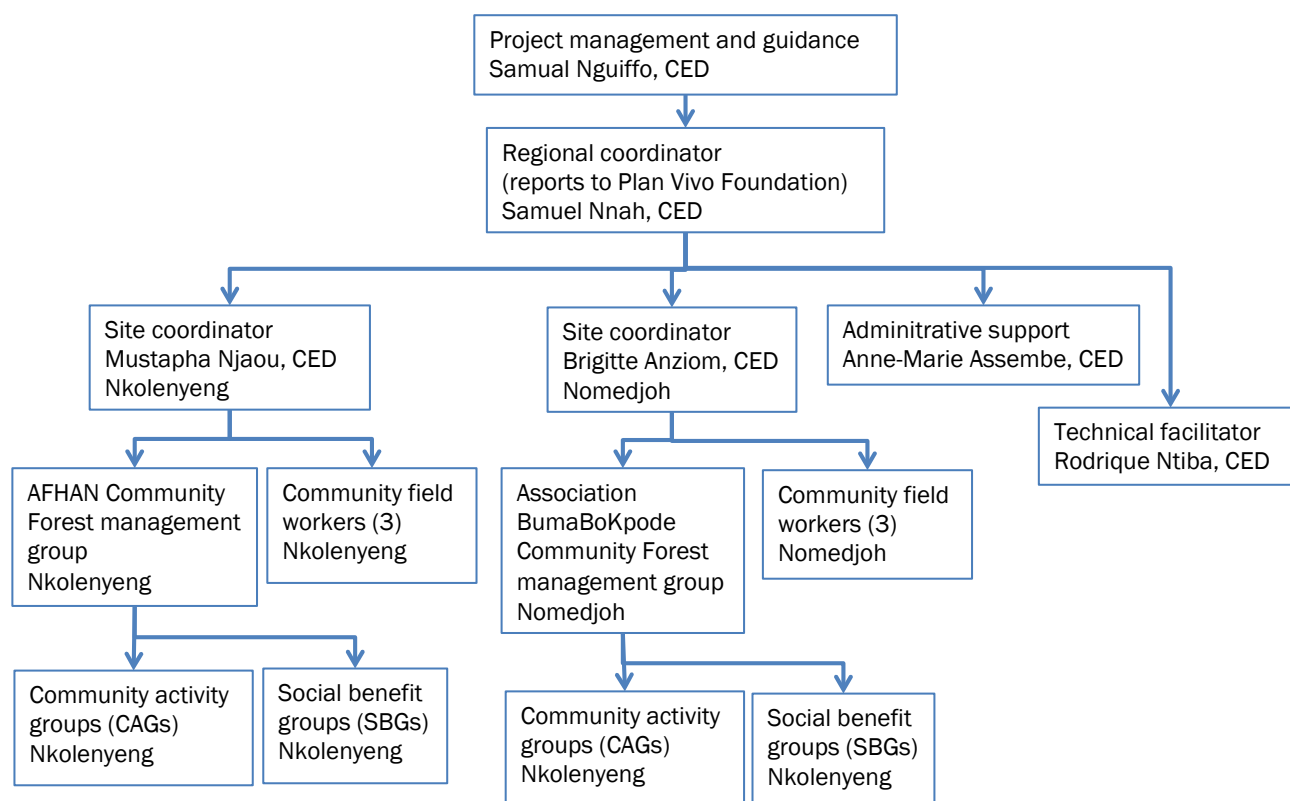 Project management and guidance
Samual Nguiffo, CED
Regional coordinator
(reports to Plan Vivo Foundation)
Samuel Nnah, CED
Site coordinator
Mustapha Njaou, CED
Nkolenyeng
Site coordinator
Brigitte Anziom, CED
Nomedjoh
Adminitrative support
Anne-Marie Assembe, CED
Technical facilitator
Rodrique Ntiba, CED
AFHAN Community
Forest management
group
Nkolenyeng
Community field
workers (3)
Nkolenyeng
Association
BumaBoKpode
Community Forest
management group
Nomedjoh
Community field
workers (3)
Nomedjoh
Community activity
groups (CAGs)
Nkolenyeng
Social benefit
groups (SBGs)
Nkolenyeng
Community activity
groups (CAGs)
Nkolenyeng
Social benefit
groups (SBGs)
Nkolenyeng